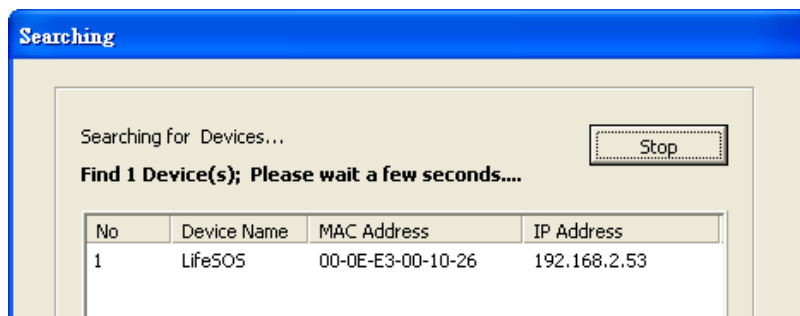 Searching
Searching for Devices...
Stop
Find 1 Device(s); Please wait a few seconds....
No Device Name MAC Address IP Address
1 LifeSOS 00-0E-E3-00-10-26 192.168.2.53